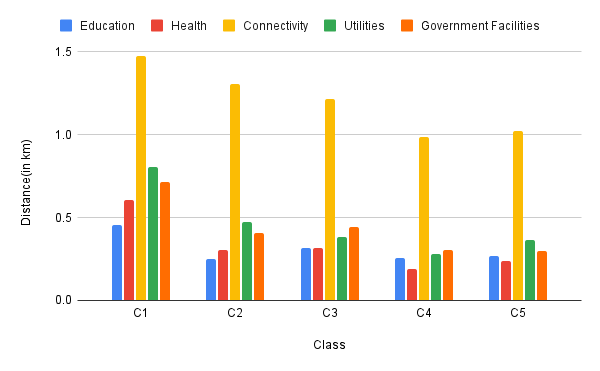 Education Health Connectivity Utilities Government Facilities
1.5
1.0
0.5
0.0
Distance(in km)
C1 C2 C3 C4 C5
Class